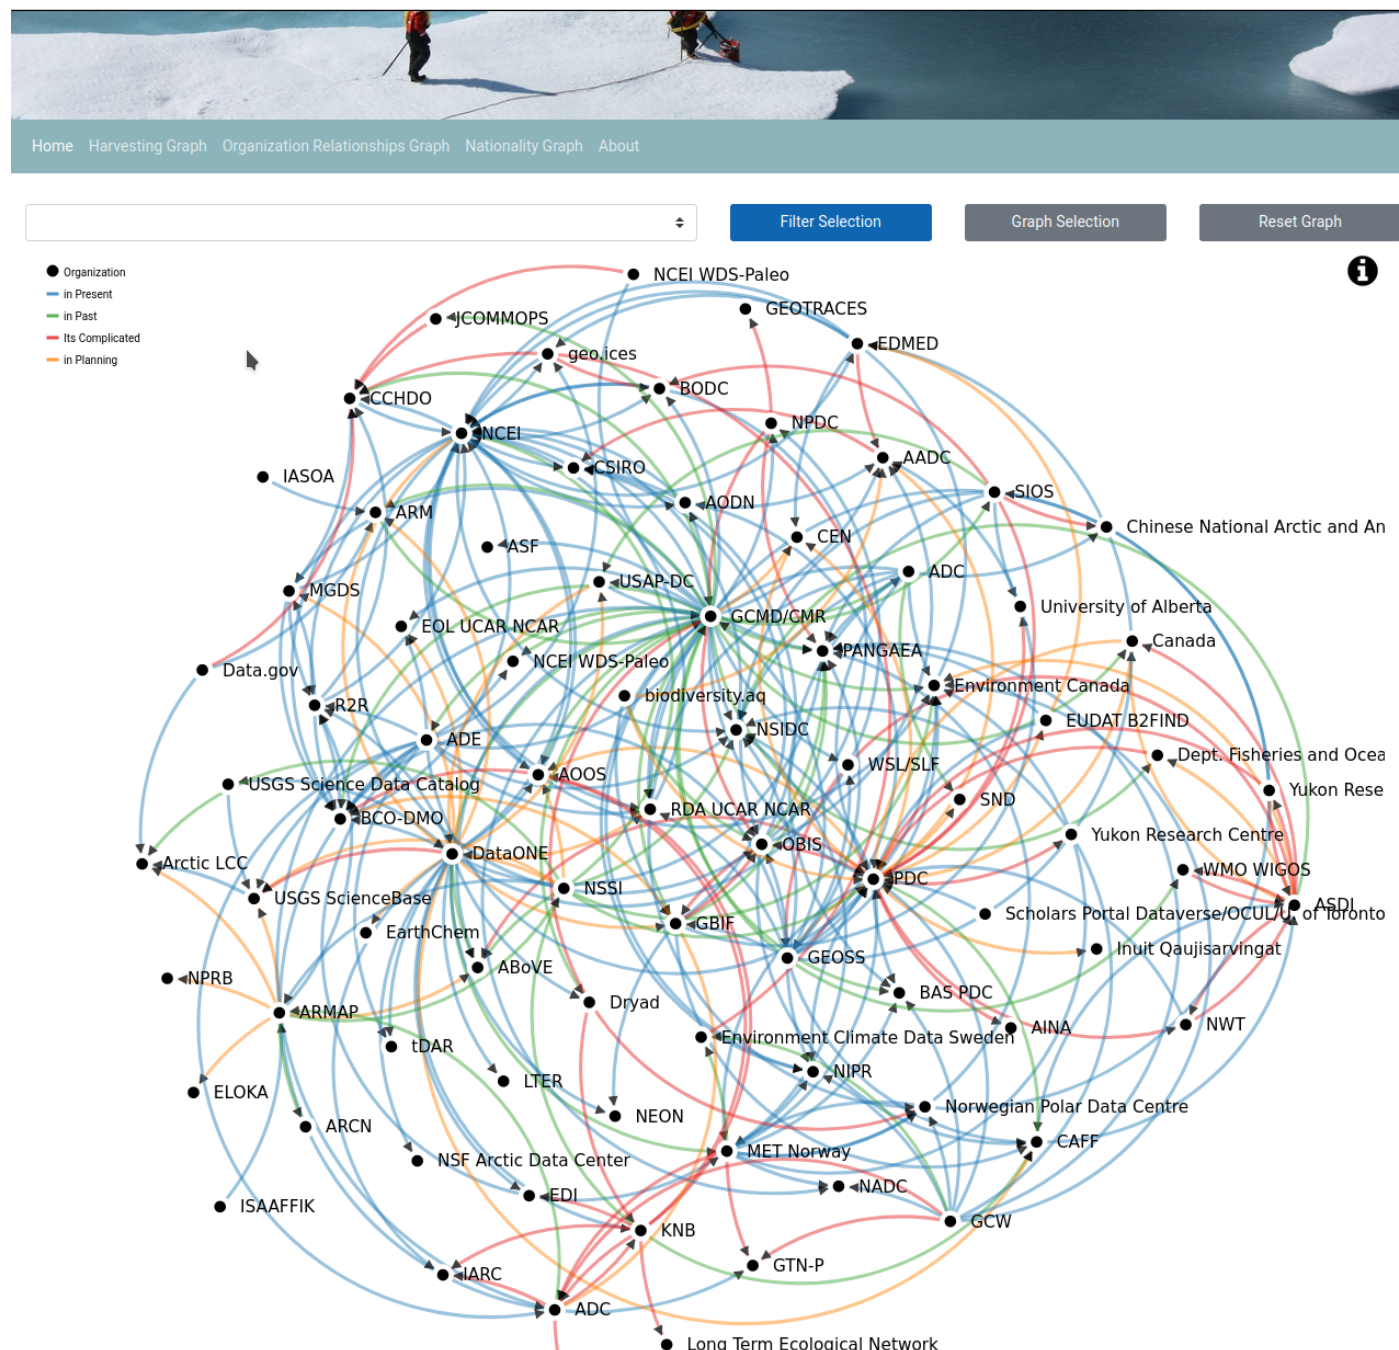 Home Harvesting Graph Organization Relationships Graph Nationality Graph About
Filter Selection Graph Selection Reset Graph
Organization
in Present
in Past
Its Complicated
in Planning
NCEI WDS-Paleo
GEOTRACES
JCOMMOPS
EDMED
geo.ices
BODC
CCHDO
NPDC
NCEI
AADC
CSIRO
IASOA
SIOS
AODN
ARM
Chinese National Arctic and An
CEN
ASF
ADC
USAP-DC
MGDS
University of Alberta
GCMD/CMR
EOL UCAR NCAR
Canada
PANGAEA
NCEI WDS-Paleo
Data.gov
Environment Canada
biodiversity.aq
R2R
EUDAT B2FIND
NSIDC
ADE
Dept. Fisheries and Ocea
WSL/SLF
AOOS
USGS Science Data Catalog
Yukon Rese
SND
RDA UCAR NCAR
BCO-DMO
Yukon Research Centre
OBIS
DataONE
Arctic LCC
WMO WIGOS
PDC
NSSI
USGS ScienceBase
ASDI
Scholars Portal Dataverse/OCUL/U. of Toronto
GBIF
EarthChem
Inuit Qaujisarvingat
GEOSS
ABoVE
NPRB
BAS PDC
Dryad
ARMAP
NWT
AINA
Environment Climate Data Sweden
tDAR
NIPR
LTER
ELOKA
Norwegian Polar Data Centre
NEON
ARCN
CAFF
MET Norway
NSF Arctic Data Center
NADC
EDI
ISAAFFIK
GCW
KNB
GTN-P
IARC
ADC
Long Term Ecological Network